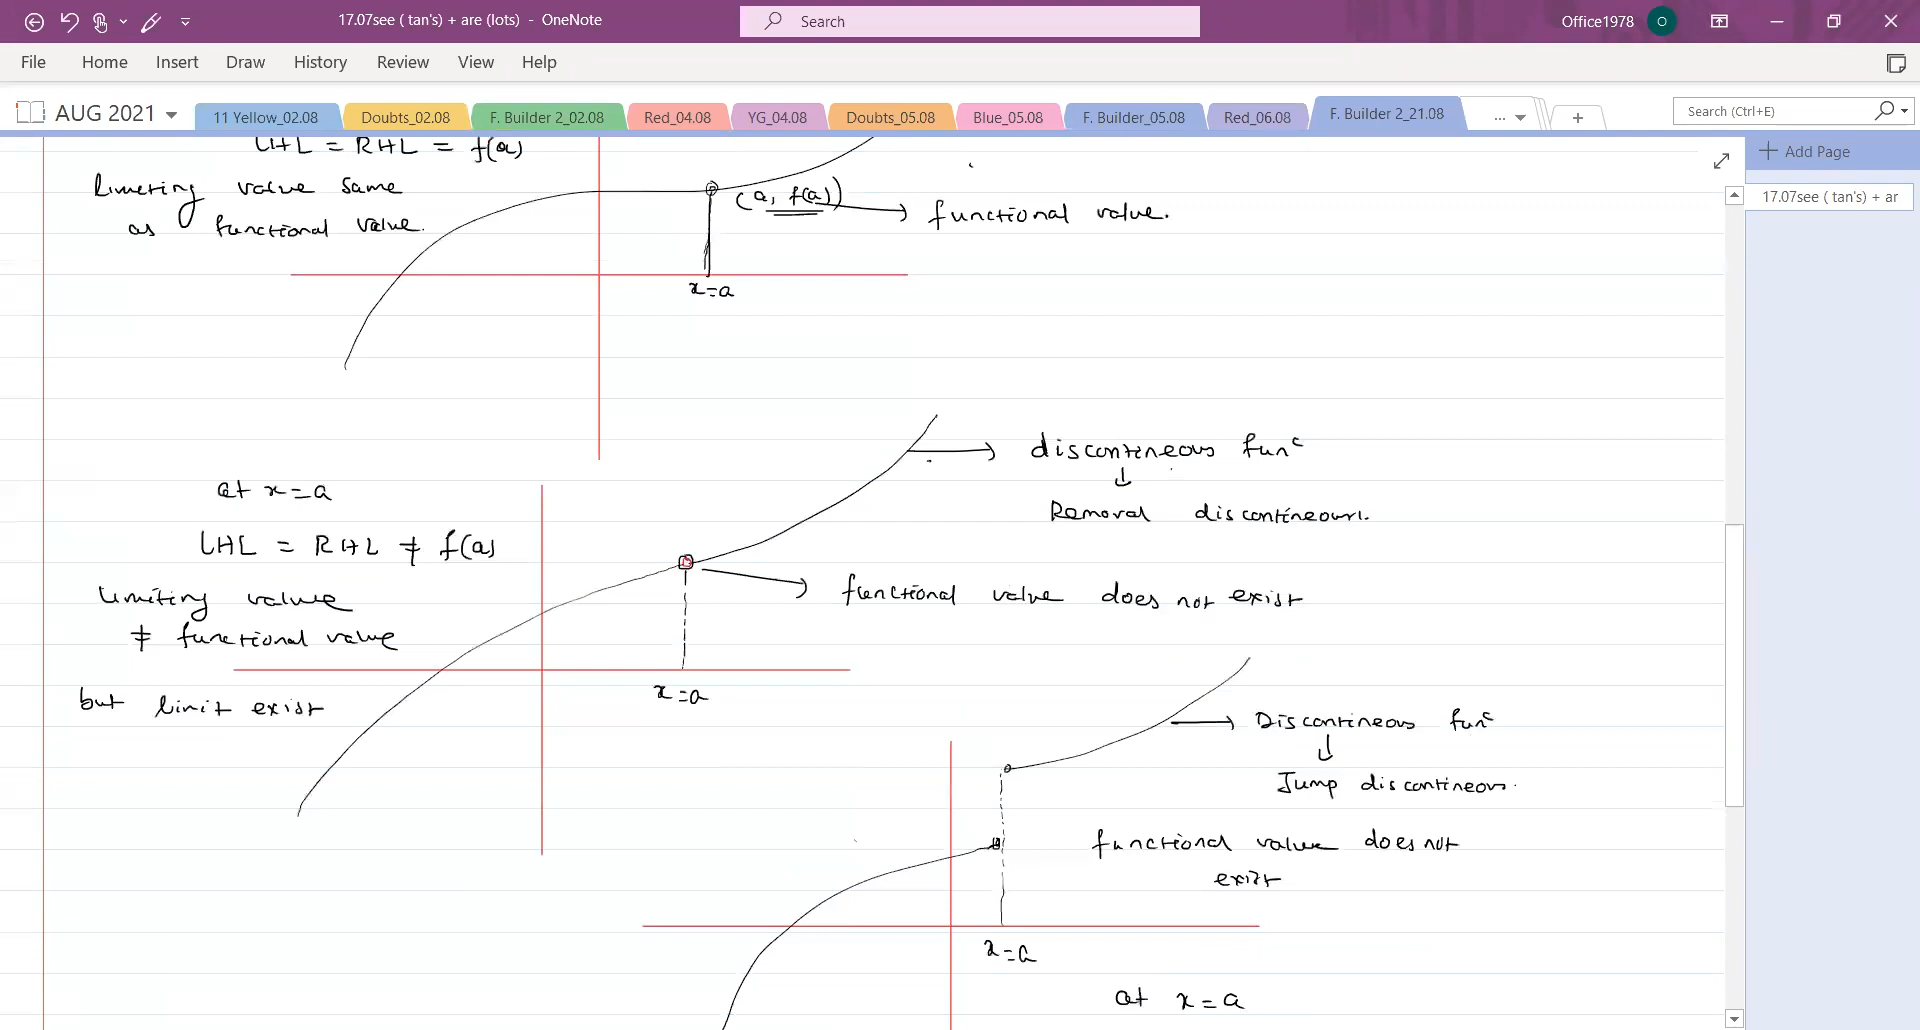 17.07see ( tan's) + are (lots) - OneNote
Search
Office1978
O
File Home Insert Draw History Review View Help
AUG 2021
11 Yellow_02.08 Doubts_02.08 F. Builder 2_02.08 Red_04.08 YG_04.08 Doubts_05.08 Blue_05.08 F. Builder_05.08 Red_06.08 F. Builder 2_21.08 ... +
Search (Ctrl+E)
Add Page
17.07see ( tan's) + ar
LHL = RHL = f(a)
Limeting value same
as functional value.
(a, f(a))
functional value.
x=a
discontineous funᶜ
Removal discontineous.
at x=a
LHL = RHL ≠ f(a)
limiting value
≠ functional value
but limit exist
functional value does not exist
x=a
Discontineous funᶜ
Jump discontineous.
functional value does not
exist
x=a
at x=a